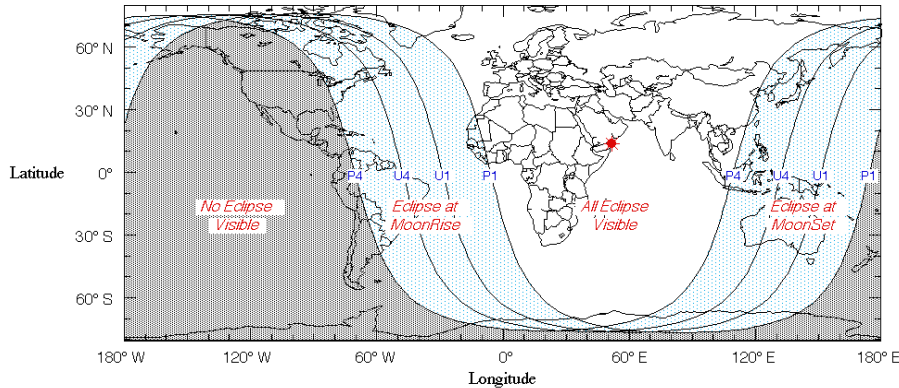 60° N
30° N
Latitude
0°
30° S
60° S
P4 U4 U1 P1 P4 U4 U1 P1
No Eclipse
Visible
Eclipse at
MoonRise
All Eclipse
Visible
Eclipse at
MoonSet
180° W 120° W 60° W 0° 60° E 120° E 180° E
Longitude